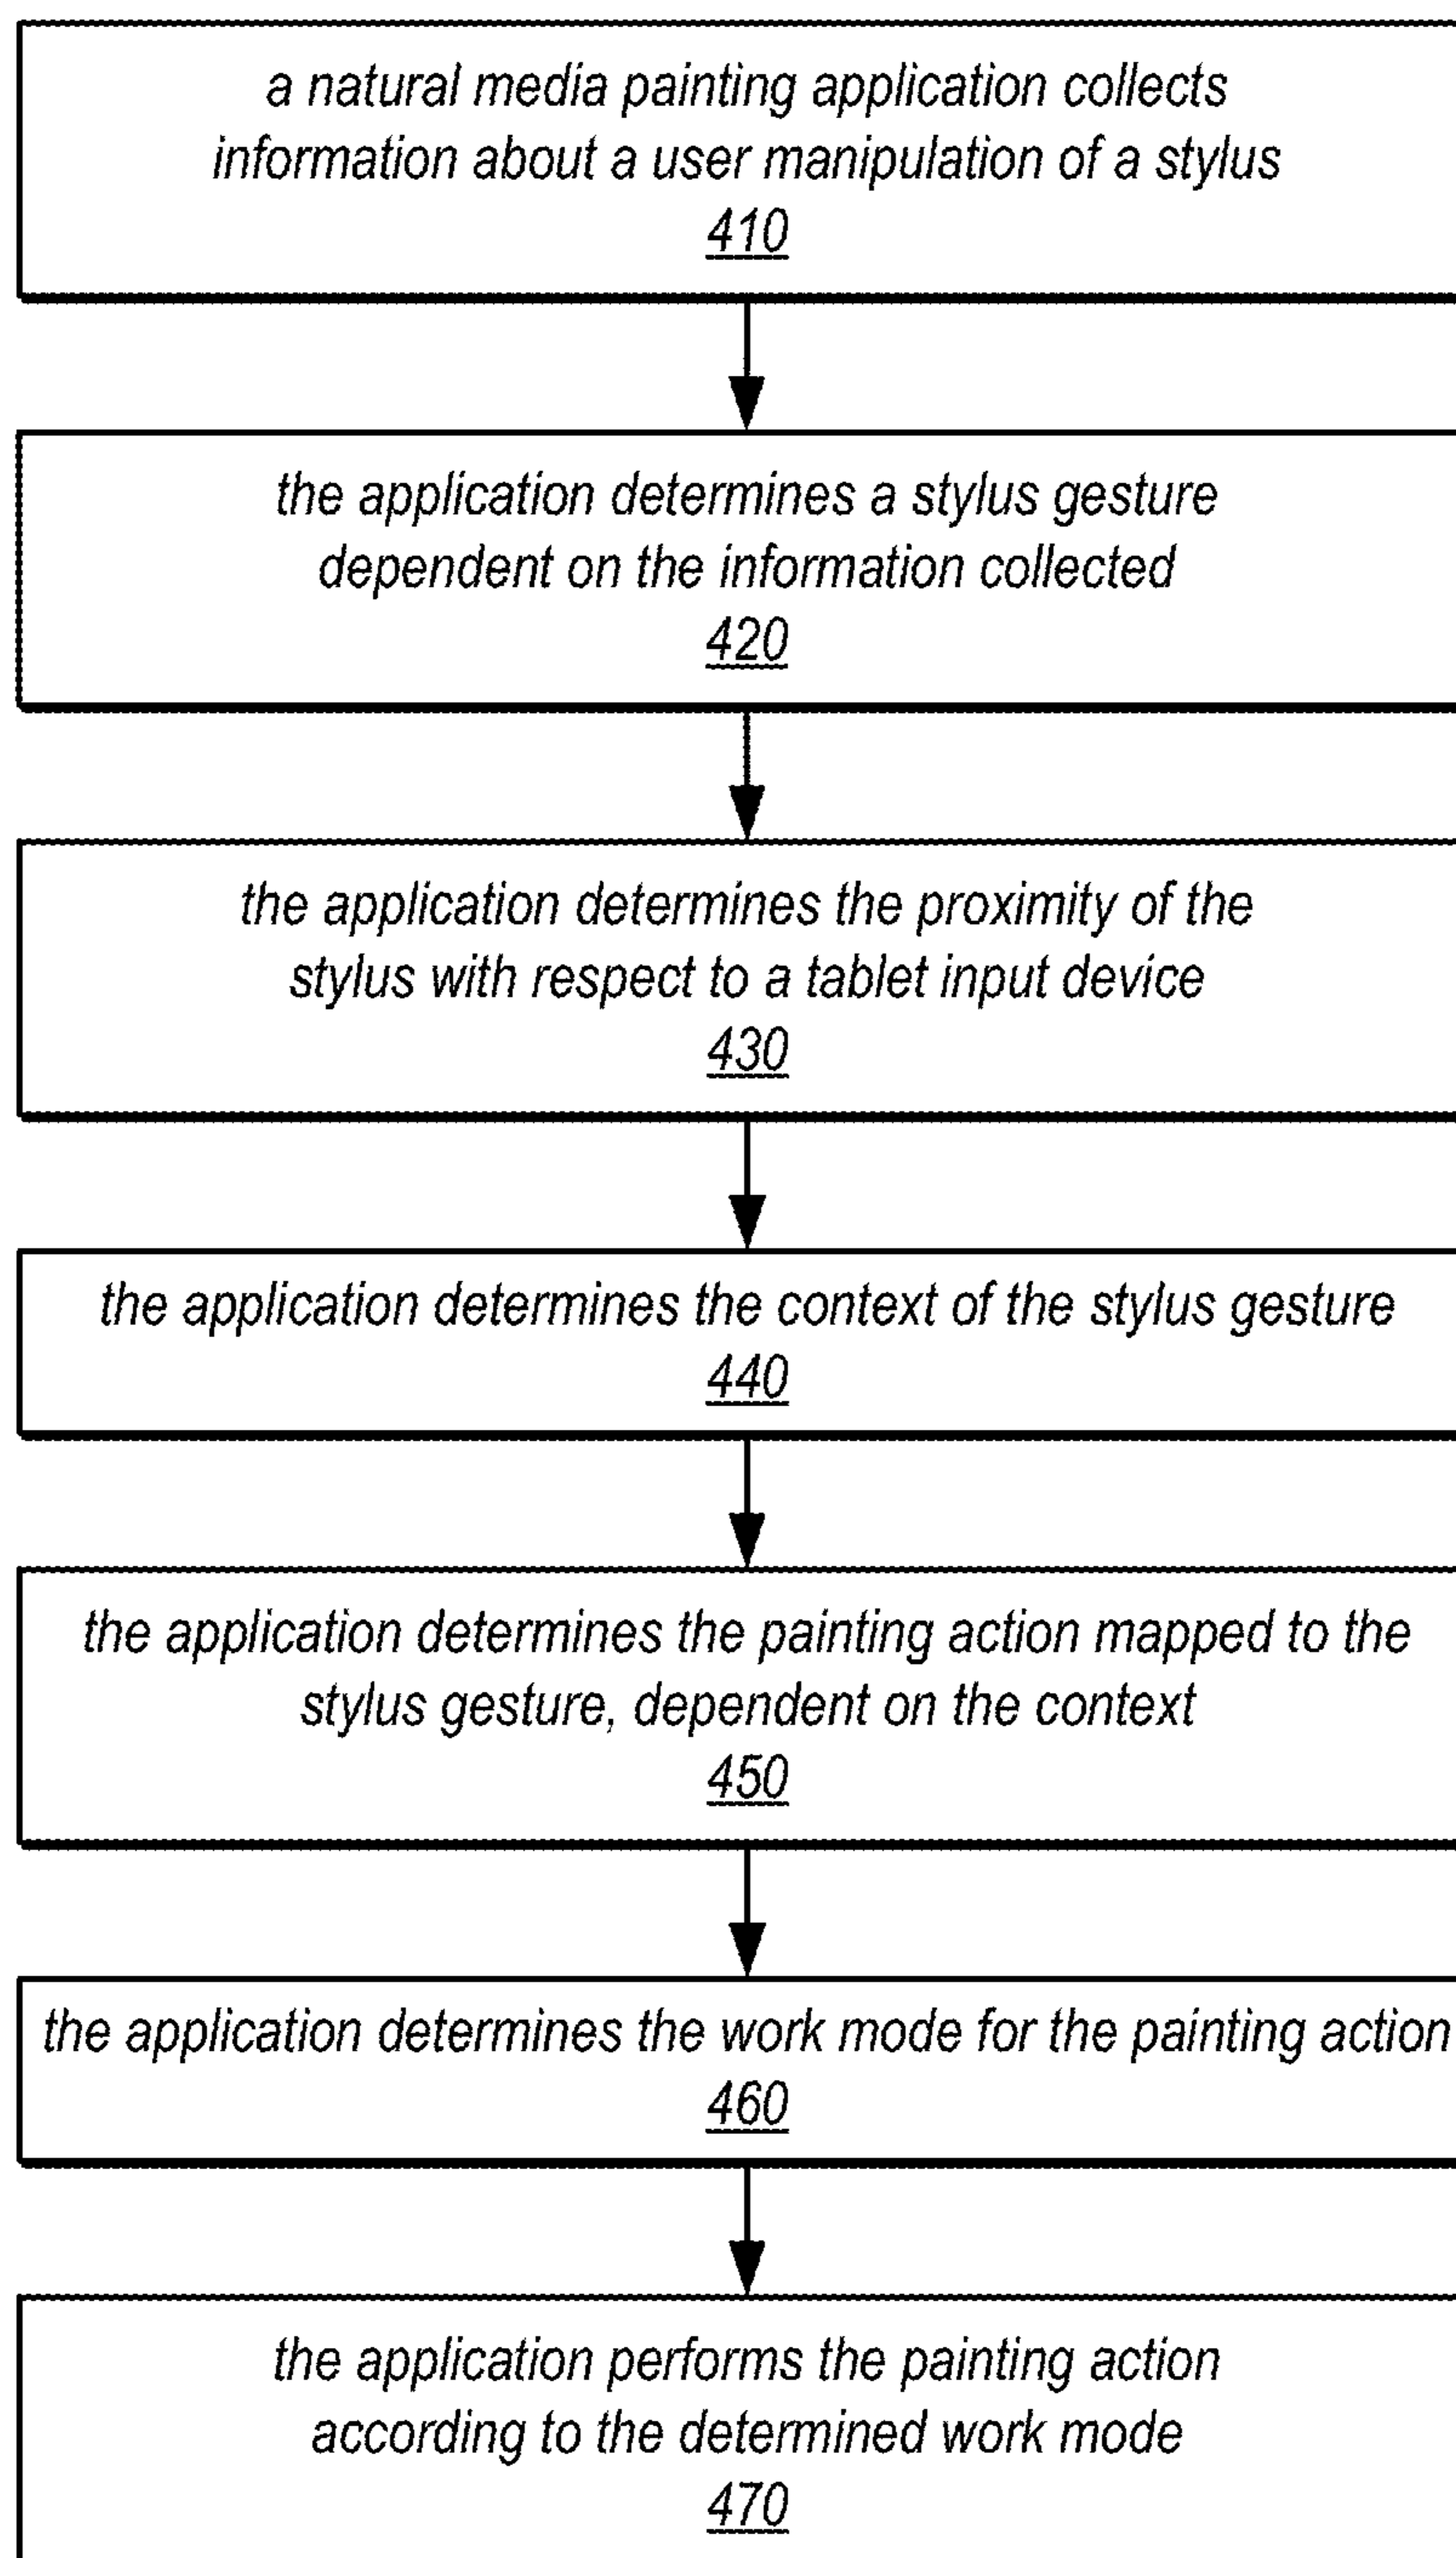 a natural media painting application collects
information about a user manipulation of a stylus
410
the application determines a stylus gesture
dependent on the information collected
420
the application determines the proximity of the
stylus with respect to a tablet input device
430
the application determines the context of the stylus gesture
440
the application determines the painting action mapped to the
stylus gesture, dependent on the context
450
the application determines the work mode for the painting action
460
the application performs the painting action
according to the determined work mode
470